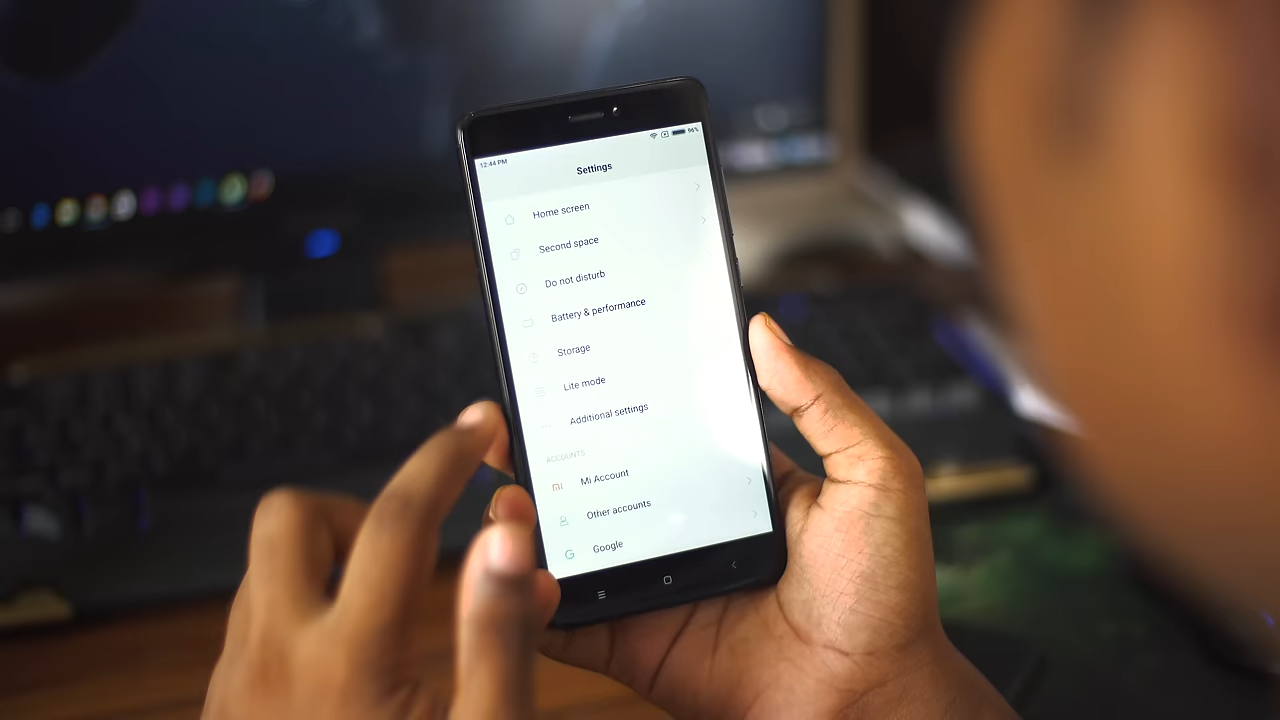 12:44 PM 96%
Settings
Home screen
Second space
Do not disturb
Battery & performance
Storage
Lite mode
Additional settings
ACCOUNTS
MI Mi Account
Other accounts
G Google